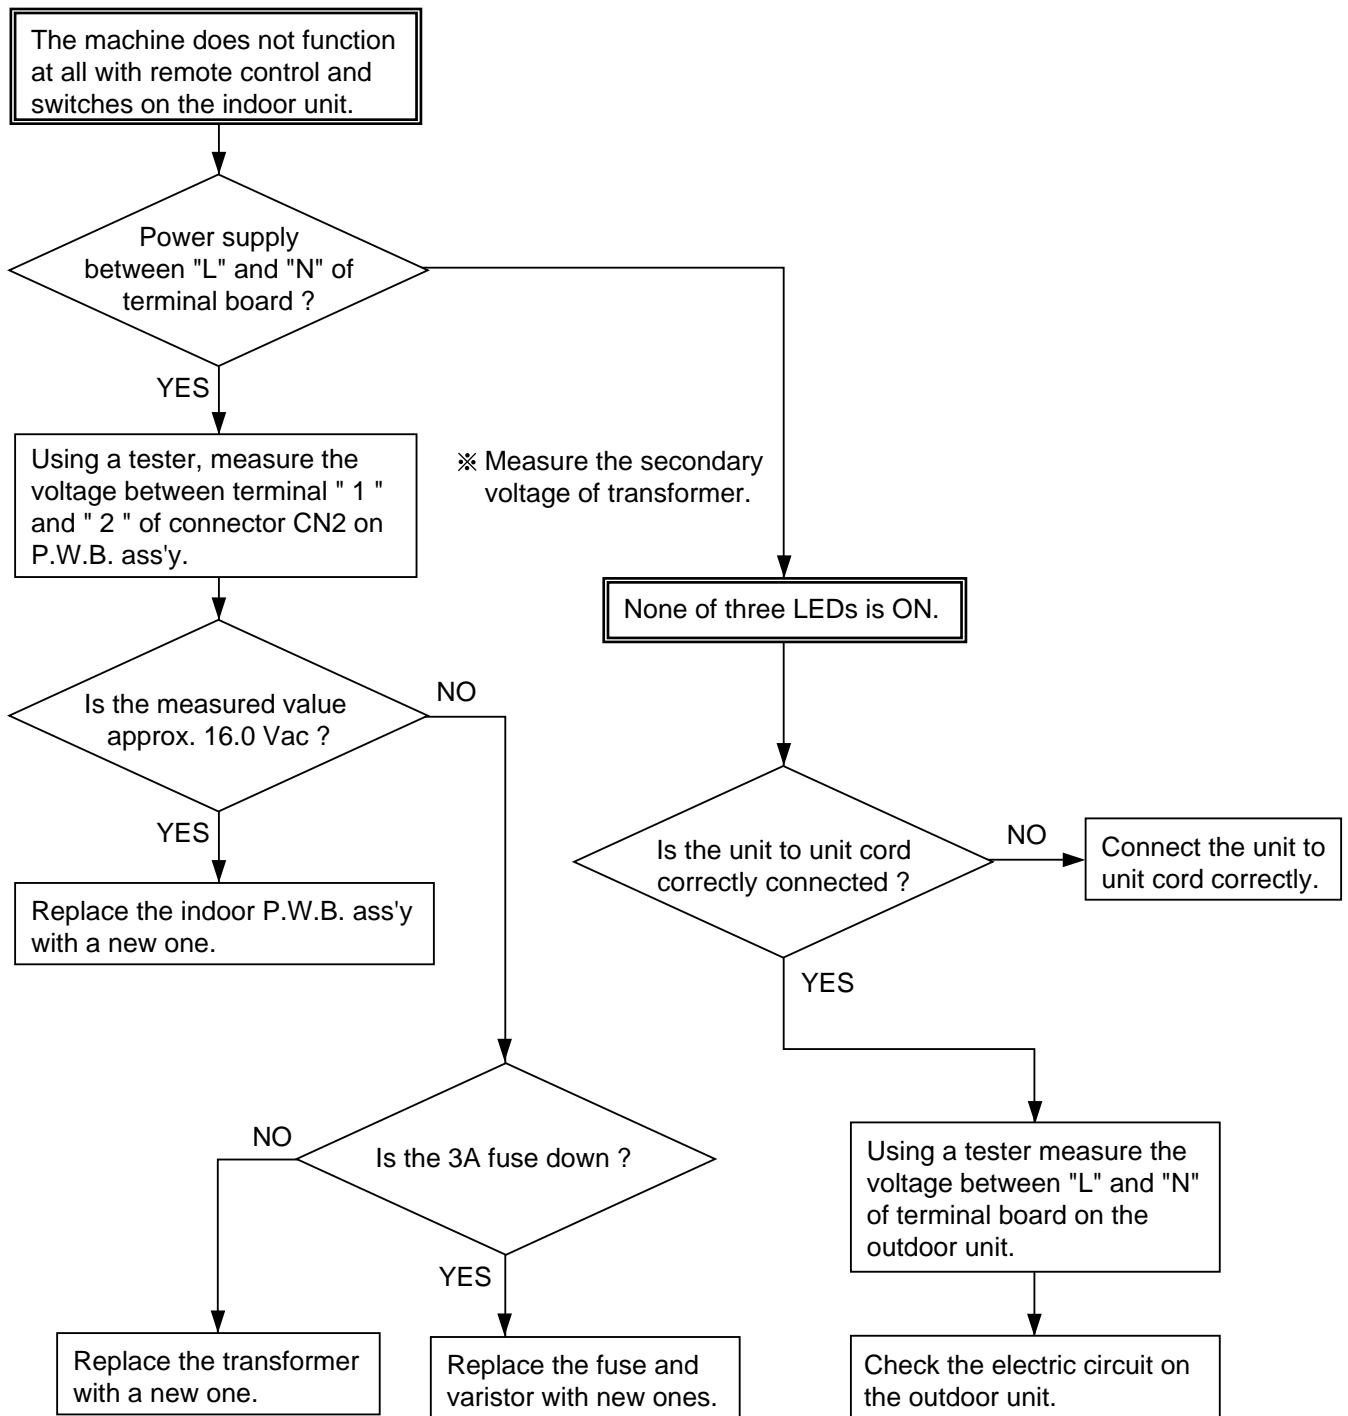 The machine does not function
at all with remote control and
switches on the indoor unit.
Power supply
between "L" and "N" of
terminal board ?
YES
Using a tester, measure the
voltage between terminal " 1 "
and " 2 " of connector CN2 on
P.W.B. ass'y.
※ Measure the secondary
voltage of transformer.
None of three LEDs is ON.
Is the measured value
approx. 16.0 Vac ?
NO
YES
Replace the indoor P.W.B. ass'y
with a new one.
Is the unit to unit cord
correctly connected ?
NO
Connect the unit to
unit cord correctly.
YES
Is the 3A fuse down ?
NO
YES
Using a tester measure the
voltage between "L" and "N"
of terminal board on the
outdoor unit.
Replace the transformer
with a new one.
Replace the fuse and
varistor with new ones.
Check the electric circuit on
the outdoor unit.